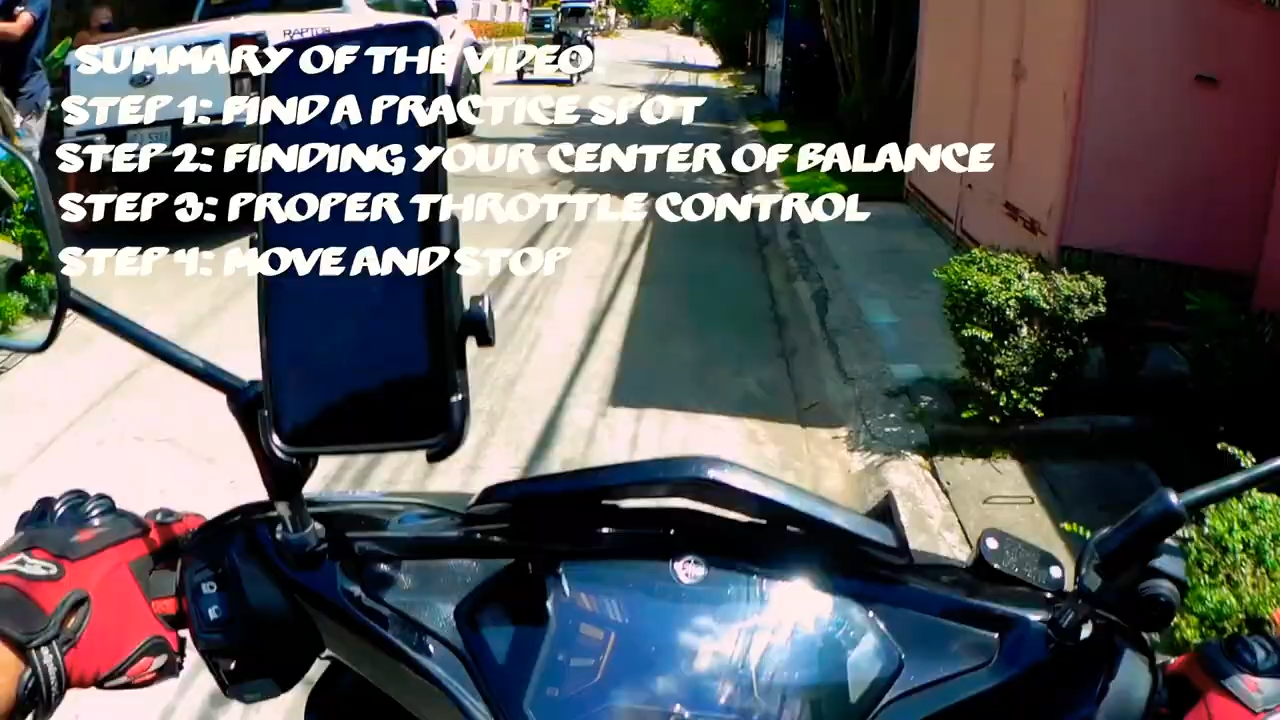 RAPTOR
SUMMARY OF THE VIDEO
STEP 1: FIND A PRACTICE SPOT
STEP 2: FINDING YOUR CENTER OF BALANCE
STEP 3: PROPER THROTTLE CONTROL
STEP 4: MOVE AND STOP